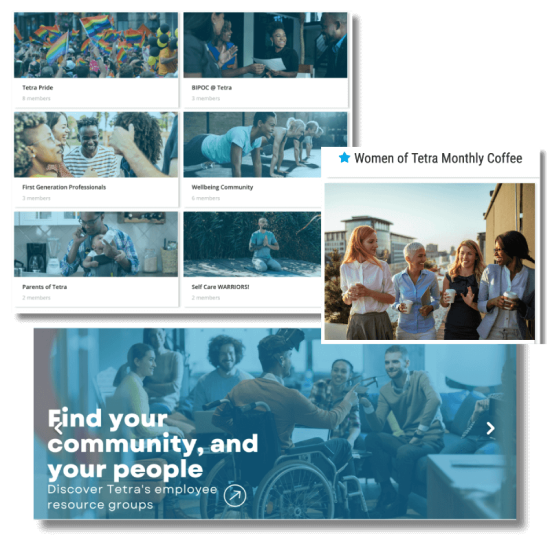 Tetra Pride
8 members
BIPOC @ Tetra
3 members
First Generation Professionals
3 members
Wellbeing Community
6 members
Parents of Tetra
2 members
Self Care WARRIORS!
2 members
Women of Tetra Monthly Coffee
Find your
community, and
your people
Discover Tetra's employee
resource groups